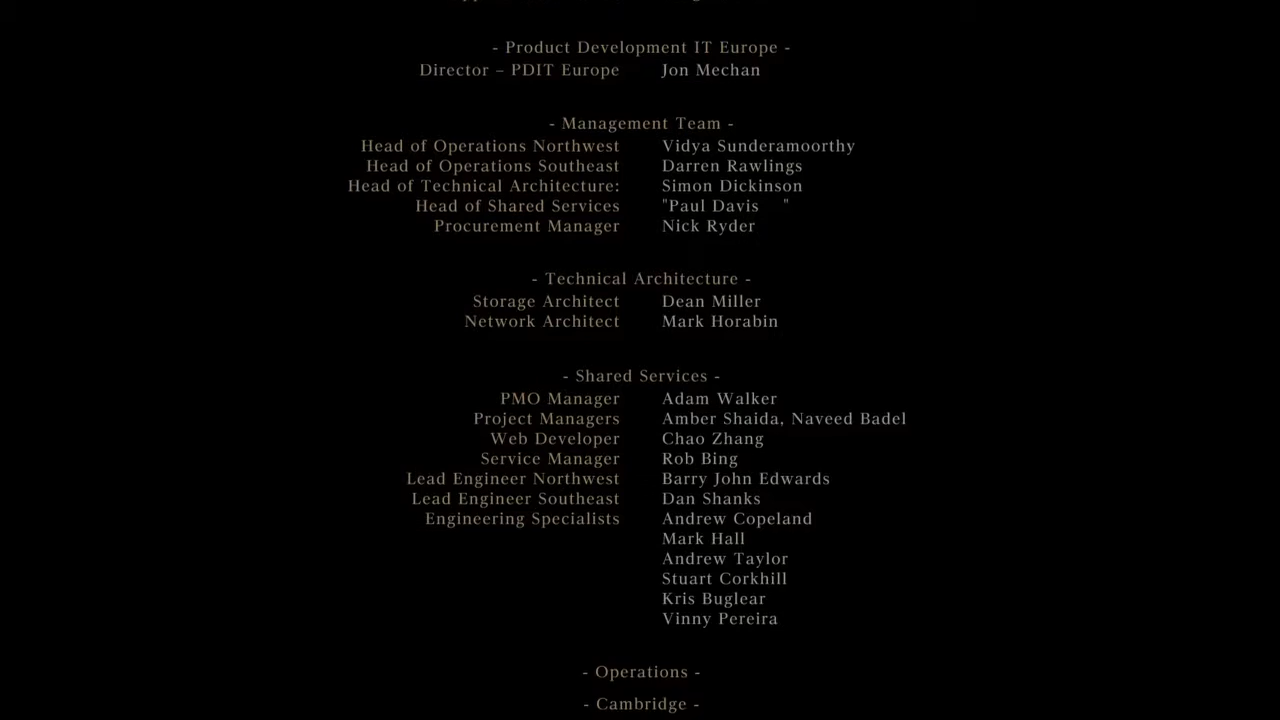 - Product Development IT Europe -
Director – PDIT Europe Jon Mechan
- Management Team -
Head of Operations Northwest Vidya Sunderamoorthy
Head of Operations Southeast Darren Rawlings
Head of Technical Architecture: Simon Dickinson
Head of Shared Services "Paul Davis "
Procurement Manager Nick Ryder
- Technical Architecture -
Storage Architect Dean Miller
Network Architect Mark Horabin
- Shared Services -
PMO Manager Adam Walker
Project Managers Amber Shaida, Naveed Badel
Web Developer Chao Zhang
Service Manager Rob Bing
Lead Engineer Northwest Barry John Edwards
Lead Engineer Southeast Dan Shanks
Engineering Specialists Andrew Copeland
Mark Hall
Andrew Taylor
Stuart Corkhill
Kris Buglear
Vinny Pereira
- Operations -
- Cambridge -